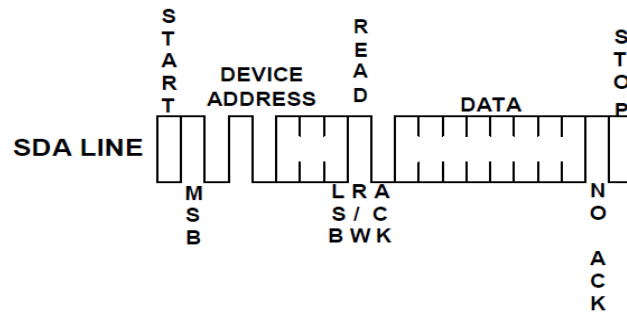 START
DEVICE
ADDRESS
READ
DATA
STOP
SDA LINE
MSB
LSB
R/W
ACK
NO ACK